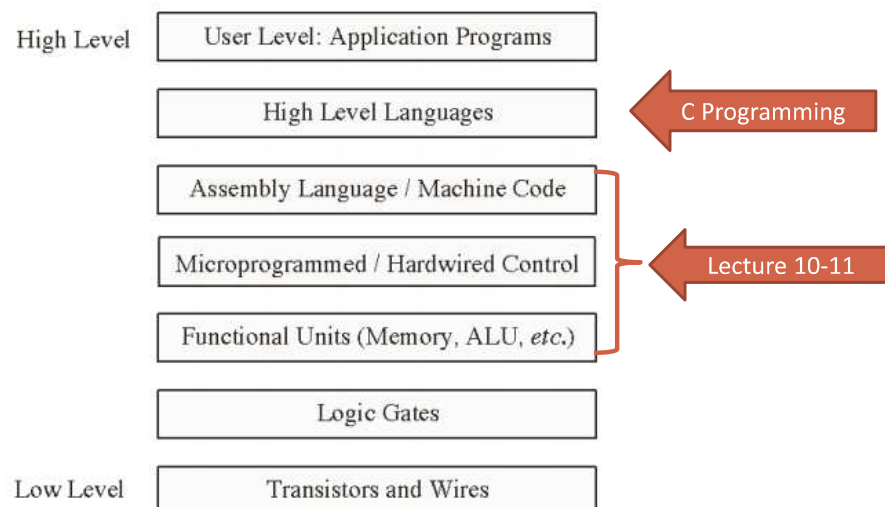 High Level
User Level: Application Programs
High Level Languages
C Programming
Assembly Language / Machine Code
Microprogrammed / Hardwired Control
Lecture 10-11
Functional Units (Memory, ALU, etc.)
Logic Gates
Low Level
Transistors and Wires